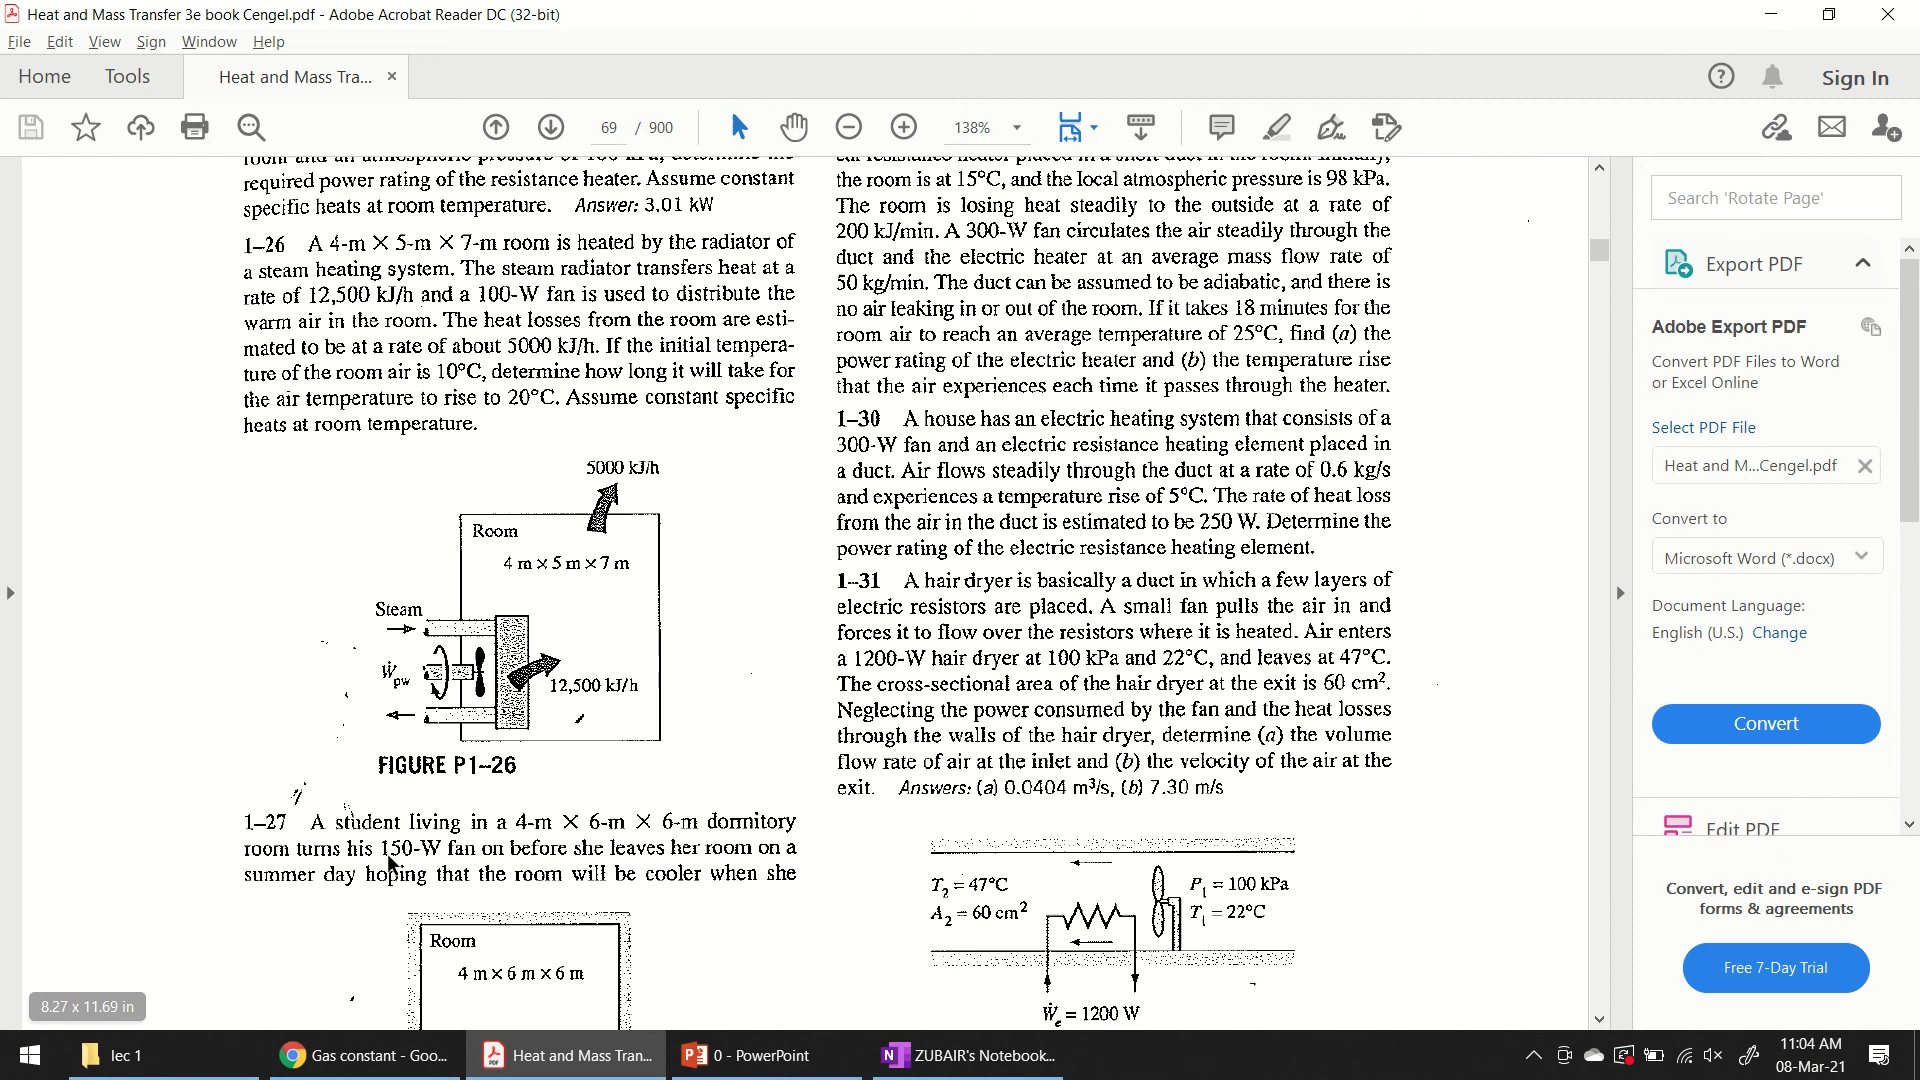 Heat and Mass Transfer 3e book Cengel.pdf - Adobe Acrobat Reader DC (32-bit)
File Edit View Sign Window Help
Home Tools Heat and Mass Tra... × Sign In
69 / 900 138%
required power rating of the resistance heater. Assume constant
specific heats at room temperature. Answer: 3.01 kW
1–26 A 4-m × 5-m × 7-m room is heated by the radiator of
a steam heating system. The steam radiator transfers heat at a
rate of 12,500 kJ/h and a 100-W fan is used to distribute the
warm air in the room. The heat losses from the room are esti-
mated to be at a rate of about 5000 kJ/h. If the initial tempera-
ture of the room air is 10°C, determine how long it will take for
the air temperature to rise to 20°C. Assume constant specific
heats at room temperature.
5000 kJ/h
Room
4 m × 5 m × 7 m
Steam
Ẇpw
12,500 kJ/h
FIGURE P1–26
1–27 A student living in a 4-m × 6-m × 6-m dormitory
room turns his 150-W fan on before she leaves her room on a
summer day hoping that the room will be cooler when she
Room
4 m × 6 m × 6 m
8.27 x 11.69 in
the room is at 15°C, and the local atmospheric pressure is 98 kPa.
The room is losing heat steadily to the outside at a rate of
200 kJ/min. A 300-W fan circulates the air steadily through the
duct and the electric heater at an average mass flow rate of
50 kg/min. The duct can be assumed to be adiabatic, and there is
no air leaking in or out of the room. If it takes 18 minutes for the
room air to reach an average temperature of 25°C, find (a) the
power rating of the electric heater and (b) the temperature rise
that the air experiences each time it passes through the heater.
1–30 A house has an electric heating system that consists of a
300-W fan and an electric resistance heating element placed in
a duct. Air flows steadily through the duct at a rate of 0.6 kg/s
and experiences a temperature rise of 5°C. The rate of heat loss
from the air in the duct is estimated to be 250 W. Determine the
power rating of the electric resistance heating element.
1–31 A hair dryer is basically a duct in which a few layers of
electric resistors are placed. A small fan pulls the air in and
forces it to flow over the resistors where it is heated. Air enters
a 1200-W hair dryer at 100 kPa and 22°C, and leaves at 47°C.
The cross-sectional area of the hair dryer at the exit is 60 cm².
Neglecting the power consumed by the fan and the heat losses
through the walls of the hair dryer, determine (a) the volume
flow rate of air at the inlet and (b) the velocity of the air at the
exit. Answers: (a) 0.0404 m³/s, (b) 7.30 m/s
T₂ = 47°C P₁ = 100 kPa
A₂ = 60 cm² T₁ = 22°C
Ẇe = 1200 W
Search 'Rotate Page'
Export PDF
Adobe Export PDF
Convert PDF Files to Word
or Excel Online
Select PDF File
Heat and M...Cengel.pdf
Convert to
Microsoft Word (*.docx)
Document Language:
English (U.S.) Change
Convert
Edit PDF
Convert, edit and e-sign PDF
forms & agreements
Free 7-Day Trial
lec 1 Gas constant - Goo... Heat and Mass Tran... 0 - PowerPoint ZUBAIR's Notebook... 11:04 AM
08-Mar-21